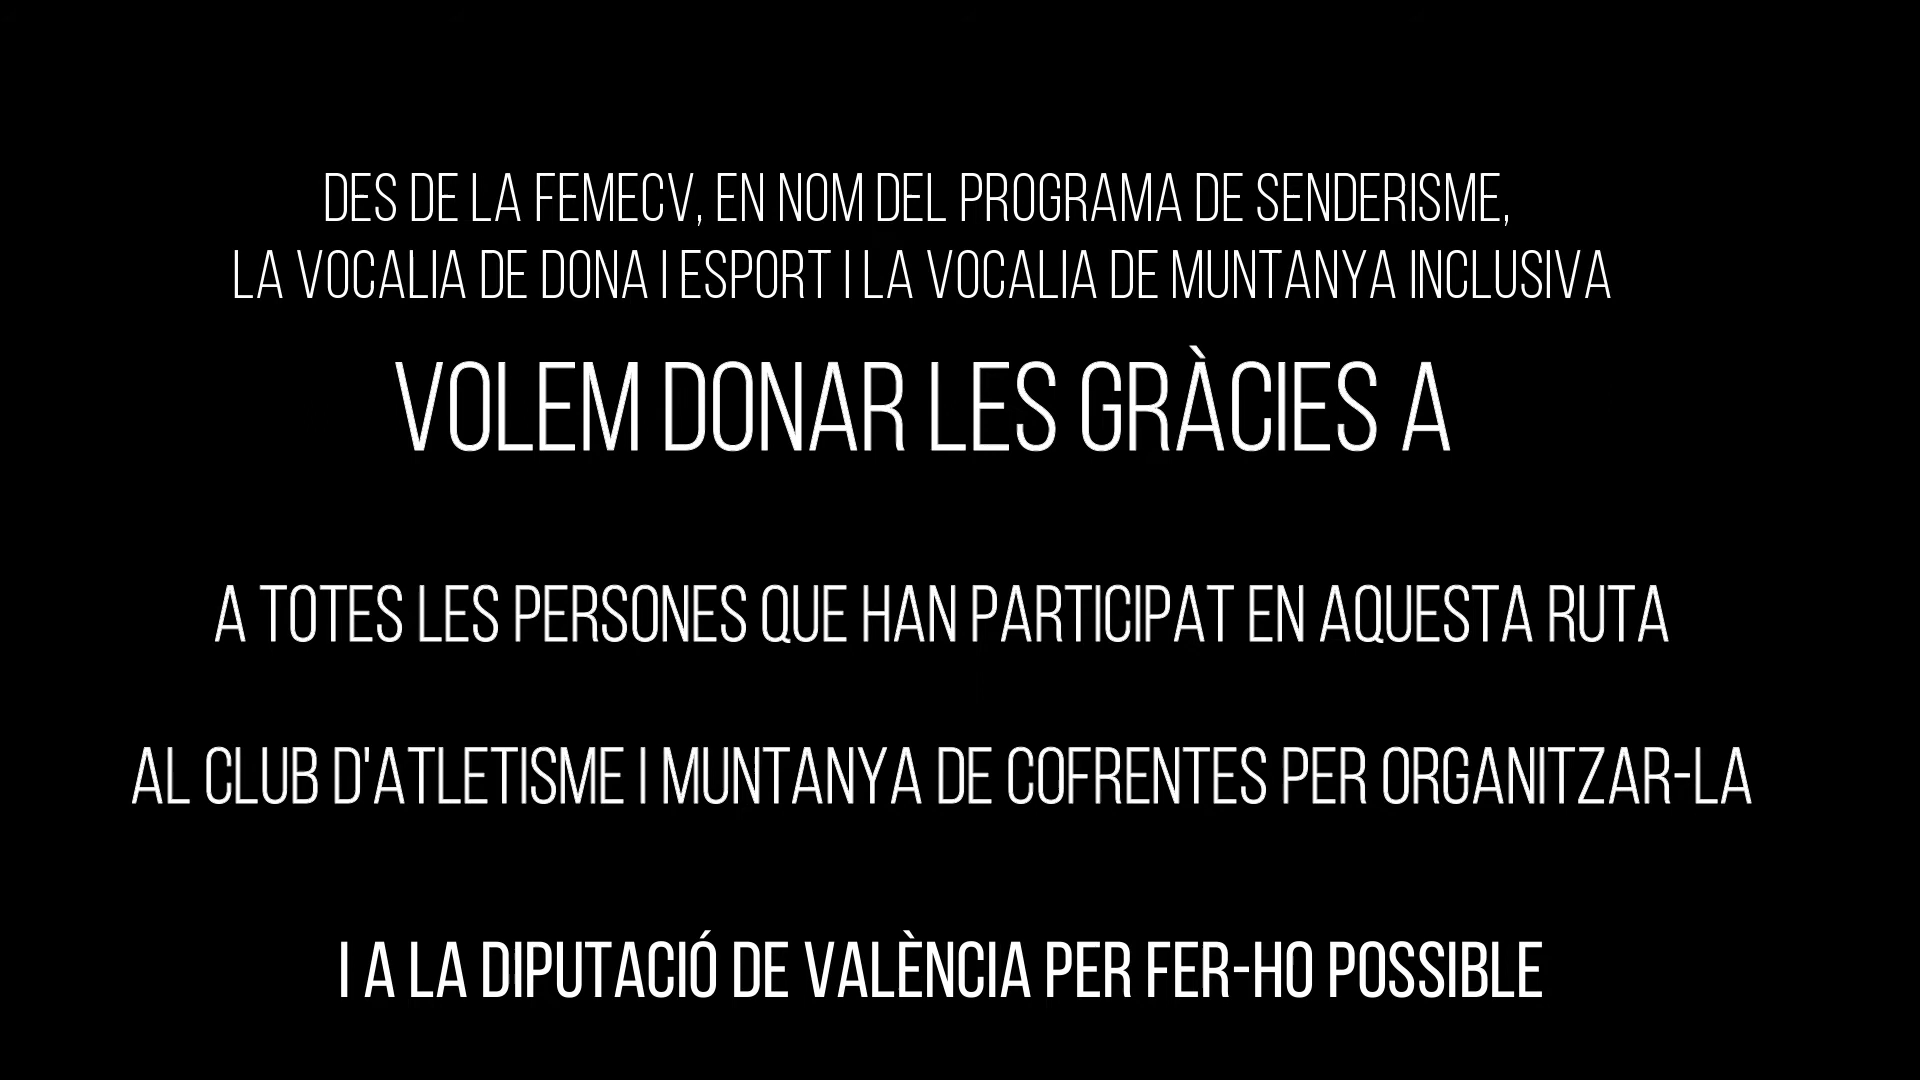 DES DE LA FEMECV, EN NOM DEL PROGRAMA DE SENDERISME,
LA VOCALIA DE DONA I ESPORT I LA VOCALIA DE MUNTANYA INCLUSIVA
VOLEM DONAR LES GRÀCIES A
A TOTES LES PERSONES QUE HAN PARTICIPAT EN AQUESTA RUTA
AL CLUB D'ATLETISME I MUNTANYA DE COFRENTES PER ORGANITZAR-LA
I A LA DIPUTACIÓ DE VALÈNCIA PER FER-HO POSSIBLE